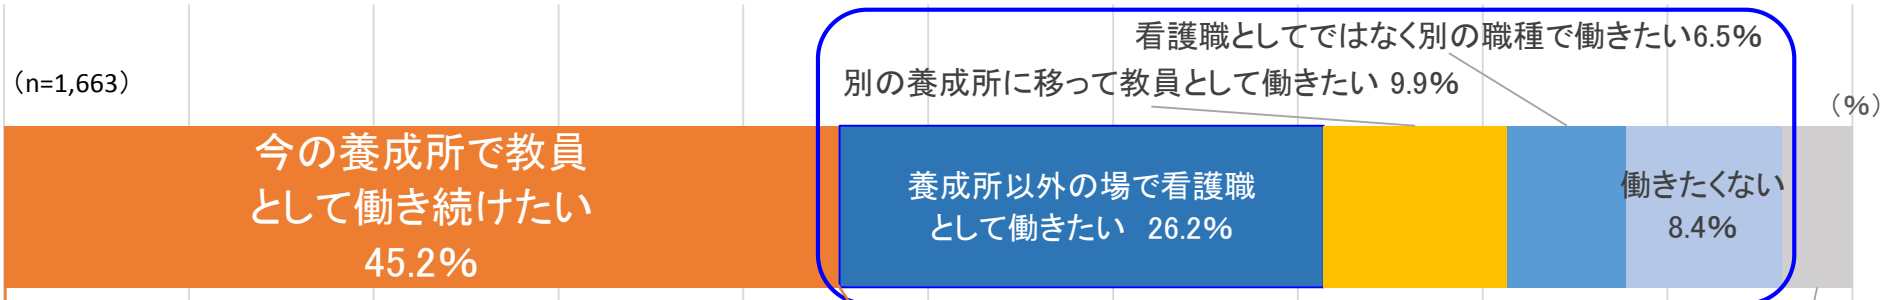 看護職としてではなく別の職種で働きたい6.5%
（n=1,663）
別の養成所に移って教員として働きたい 9.9%
（%）
今の養成所で教員
として働き続けたい
45.2%
養成所以外の場で看護職
として働きたい 26.2%
働きたくない
8.4%